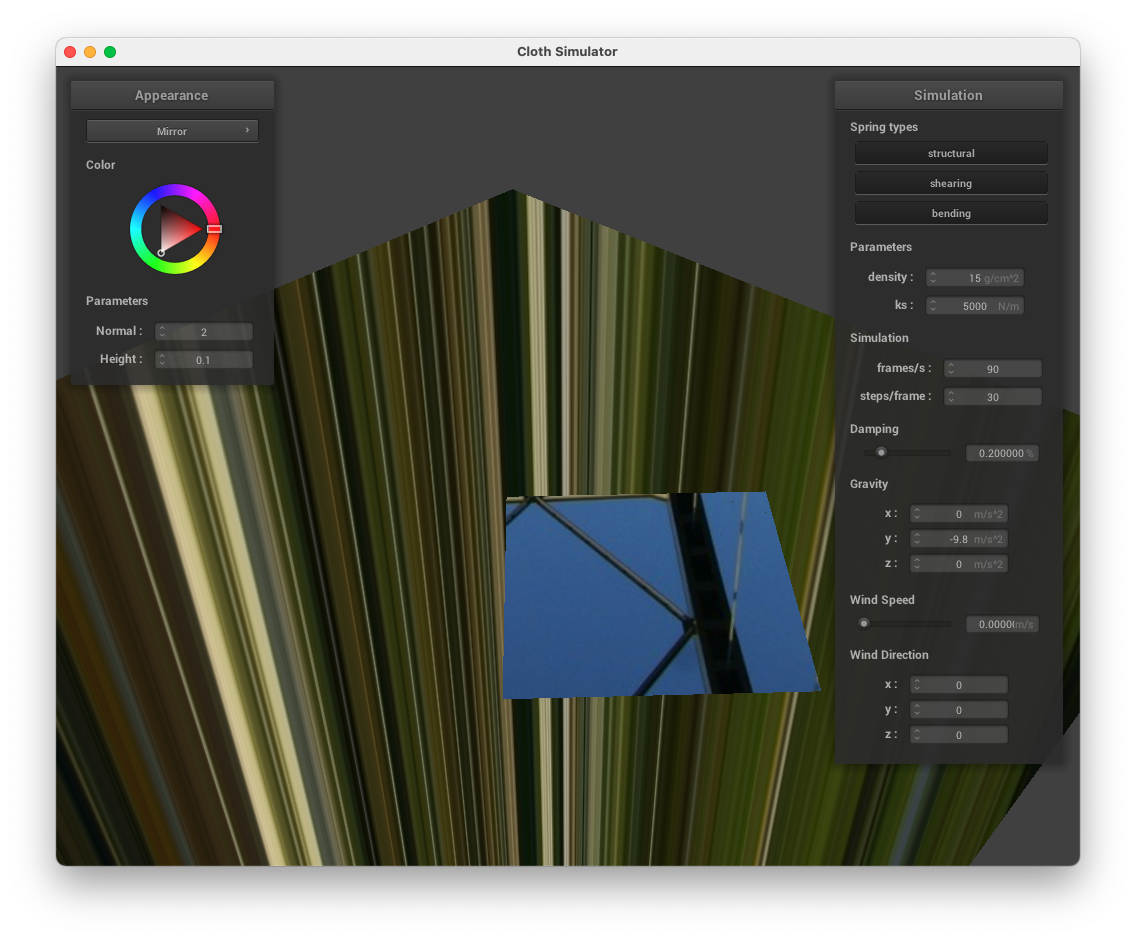 Cloth Simulator
Appearance
Mirror
Color
Parameters
Normal : 2
Height : 0.1
Simulation
Spring types
structural
shearing
bending
Parameters
density : 15 g/cm^2
ks : 5000 N/m
Simulation
frames/s : 90
steps/frame : 30
Damping
0.200000 %
Gravity
x : 0 m/s^2
y : -9.8 m/s^2
z : 0 m/s^2
Wind Speed
0.0000 m/s
Wind Direction
x : 0
y : 0
z : 0